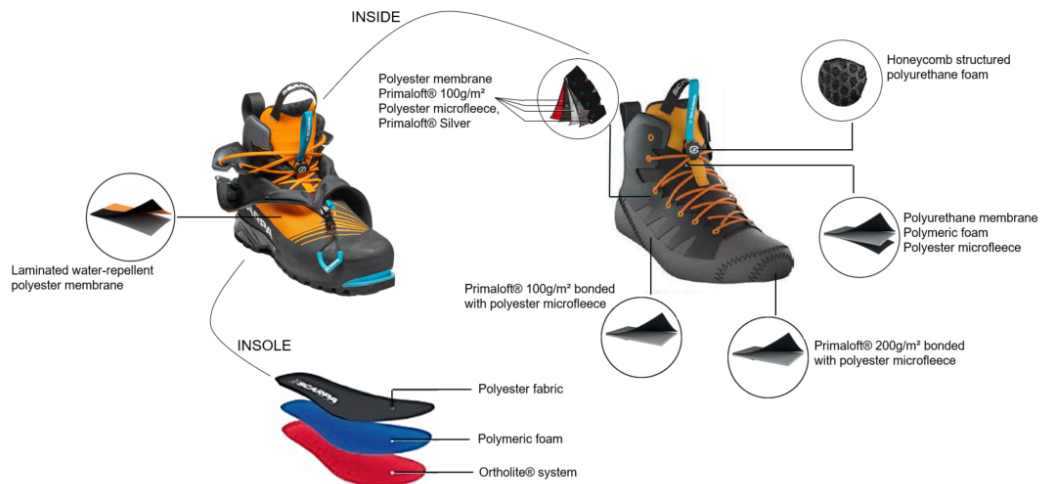 INSIDE
Polyester membrane
Primaloft® 100g/m²
Polyester microfleece,
Primaloft® Silver
Honeycomb structured
polyurethane foam
Laminated water-repellent
polyester membrane
Polyurethane membrane
Polymeric foam
Polyester microfleece
Primaloft® 100g/m² bonded
with polyester microfleece
Primaloft® 200g/m² bonded
with polyester microfleece
INSOLE
SCARPA
Polyester fabric
Polymeric foam
Ortholite® system